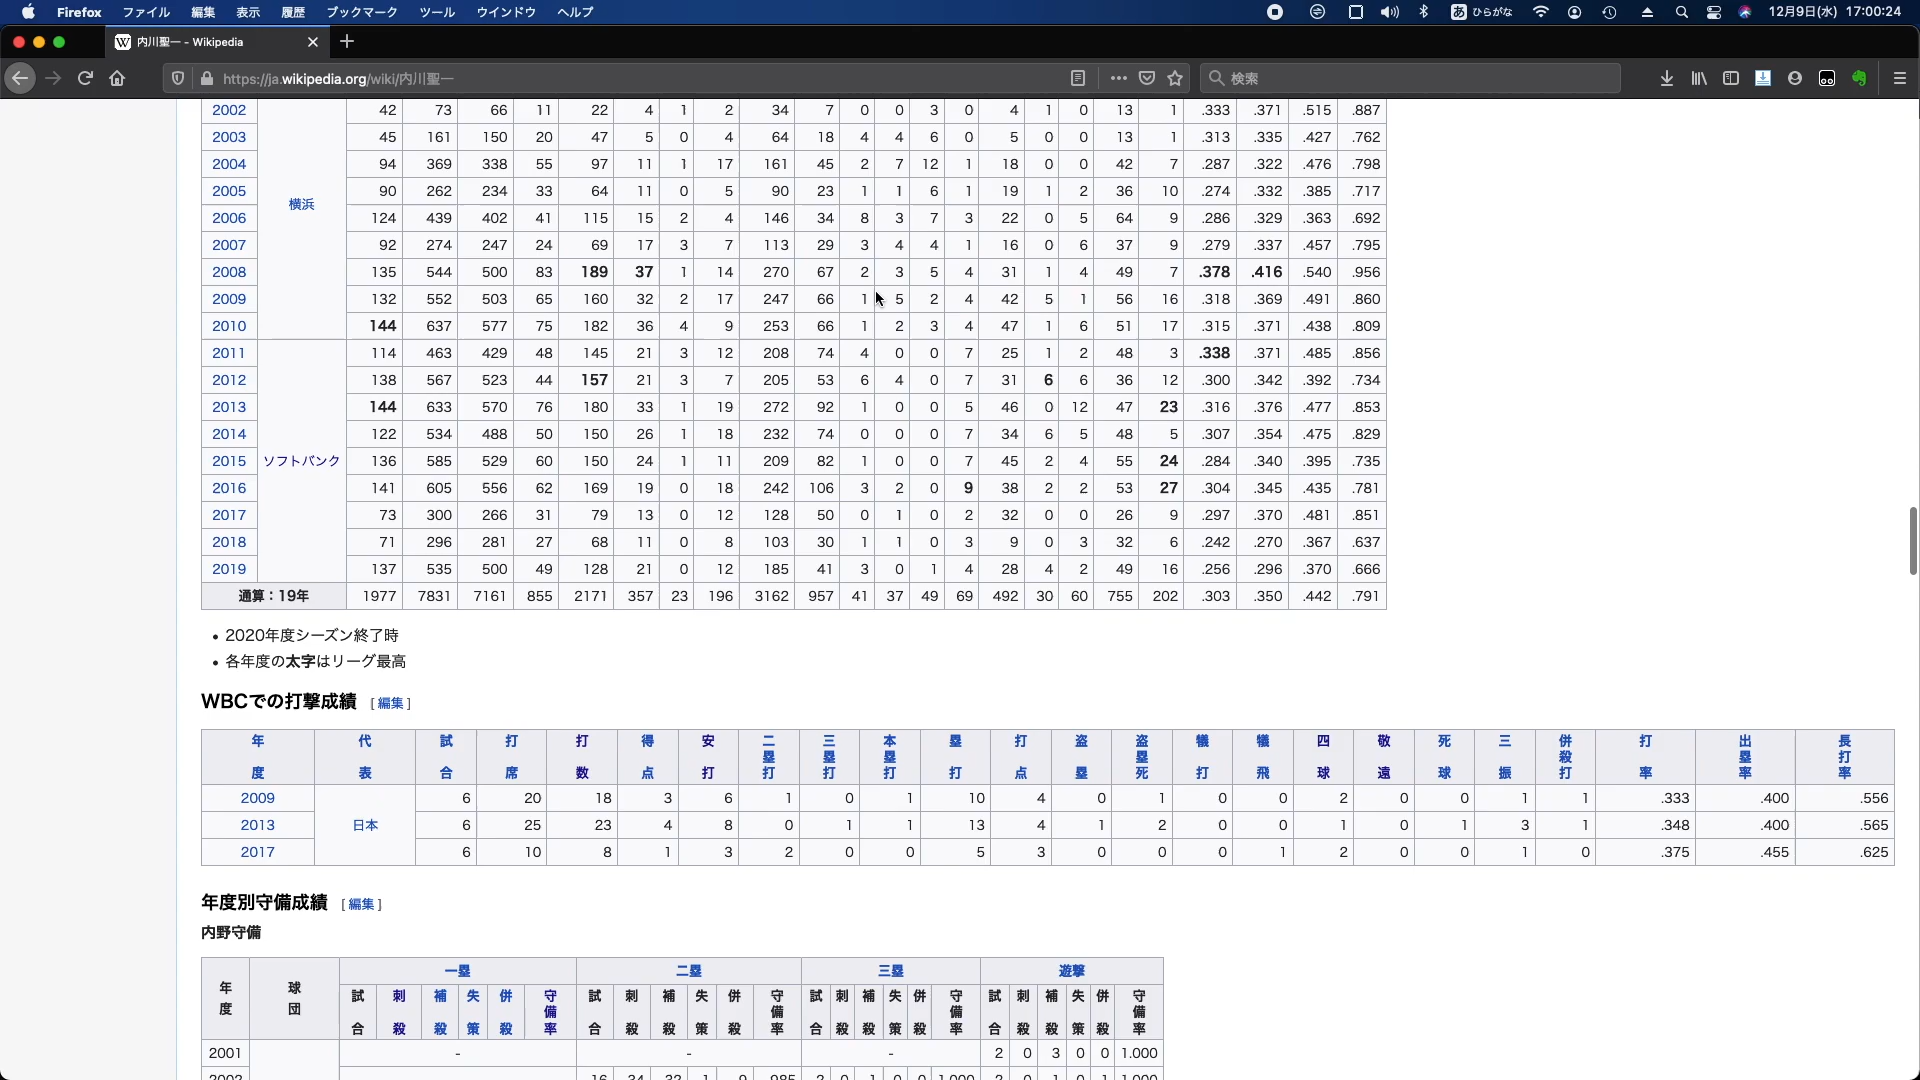 Firefox ファイル 編集 表示 履歴 ブックマーク ツール ウインドウ ヘルプ あ ひらがな 12月9日(水) 17:00:24
W 内川聖一 - Wikipedia
https://ja.wikipedia.org/wiki/内川聖一 検索
2002 42 73 66 11 22 4 1 2 34 7 0 0 3 0 4 1 0 13 1 .333 .371 .515 .887
2003 45 161 150 20 47 5 0 4 64 18 4 4 6 0 5 0 0 13 1 .313 .335 .427 .762
2004 94 369 338 55 97 11 1 17 161 45 2 7 12 1 18 0 0 42 7 .287 .322 .476 .798
2005 90 262 234 33 64 11 0 5 90 23 1 1 6 1 19 1 2 36 10 .274 .332 .385 .717
横浜
2006 124 439 402 41 115 15 2 4 146 34 8 3 7 3 22 0 5 64 9 .286 .329 .363 .692
2007 92 274 247 24 69 17 3 7 113 29 3 4 4 1 16 0 6 37 9 .279 .337 .457 .795
2008 135 544 500 83 189 37 1 14 270 67 2 3 5 4 31 1 4 49 7 .378 .416 .540 .956
2009 132 552 503 65 160 32 2 17 247 66 1 5 2 4 42 5 1 56 16 .318 .369 .491 .860
2010 144 637 577 75 182 36 4 9 253 66 1 2 3 4 47 1 6 51 17 .315 .371 .438 .809
2011 114 463 429 48 145 21 3 12 208 74 4 0 0 7 25 1 2 48 3 .338 .371 .485 .856
2012 138 567 523 44 157 21 3 7 205 53 6 4 0 7 31 6 6 36 12 .300 .342 .392 .734
2013 144 633 570 76 180 33 1 19 272 92 1 0 0 5 46 0 12 47 23 .316 .376 .477 .853
2014 122 534 488 50 150 26 1 18 232 74 0 0 0 7 34 6 5 48 5 .307 .354 .475 .829
2015 ソフトバンク 136 585 529 60 150 24 1 11 209 82 1 0 0 7 45 2 4 55 24 .284 .340 .395 .735
2016 141 605 556 62 169 19 0 18 242 106 3 2 0 9 38 2 2 53 27 .304 .345 .435 .781
2017 73 300 266 31 79 13 0 12 128 50 0 1 0 2 32 0 0 26 9 .297 .370 .481 .851
2018 71 296 281 27 68 11 0 8 103 30 1 1 0 3 9 0 3 32 6 .242 .270 .367 .637
2019 137 535 500 49 128 21 0 12 185 41 3 0 1 4 28 4 2 49 16 .256 .296 .370 .666
通算：19年 1977 7831 7161 855 2171 357 23 196 3162 957 41 37 49 69 492 30 60 755 202 .303 .350 .442 .791
• 2020年度シーズン終了時
• 各年度の太字はリーグ最高
WBCでの打撃成績 [編集]
年度 代表 試合 打席 打数 得点 安打 二塁打 三塁打 本塁打 塁打 打点 盗塁 盗塁死 犠打 犠飛 四球 敬遠 死球 三振 併殺打 打率 出塁率 長打率
2009 6 20 18 3 6 1 0 1 10 4 0 1 0 0 2 0 0 1 1 .333 .400 .556
2013 日本 6 25 23 4 8 0 1 1 13 4 1 2 0 0 1 0 1 3 1 .348 .400 .565
2017 6 10 8 1 3 2 0 0 5 3 0 0 0 1 2 0 0 1 0 .375 .455 .625
年度別守備成績 [編集]
内野守備
年度 球団 一塁 二塁 三塁 遊撃
試合 刺殺 補殺 失策 併殺 守備率 試合 刺殺 補殺 失策 併殺 守備率 試合 刺殺 補殺 失策 併殺 守備率 試合 刺殺 補殺 失策 併殺 守備率
2001 - - - 2 0 3 0 0 1.000
2002 16 34 32 1 9 .985 2 0 1 0 0 1.000 2 0 1 0 1 1.000